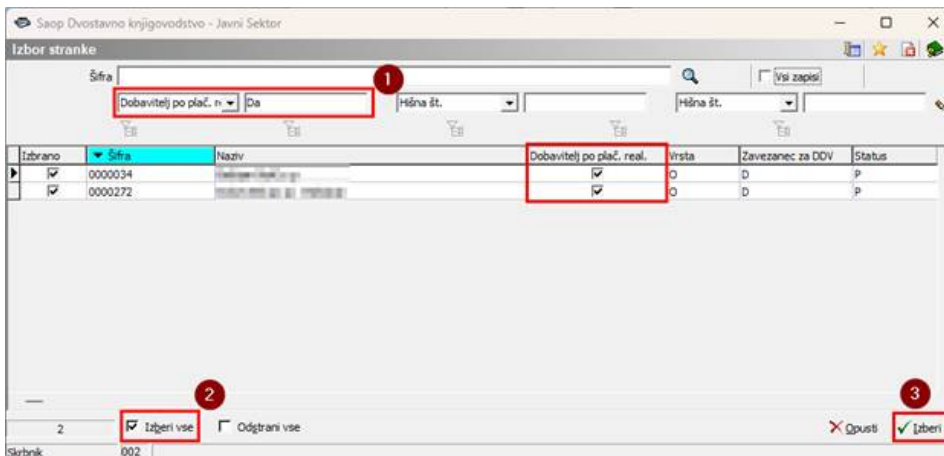 Saop Dvostavno knjigovodstvo - Javni Sektor
Izbor stranke
Šifra
Vsi zapisi
1
Dobavitelj po plač. r Da Hišna št. Hišna št.
Izbrano Šifra Naziv Dobavitelj po plač. real. Vrsta Zavezanec za DDV Status
0000034 O D P
0000272 O D P
2
3
2 Izberi vse Odstrani vse Opusti Izberi
Skrbnik 002